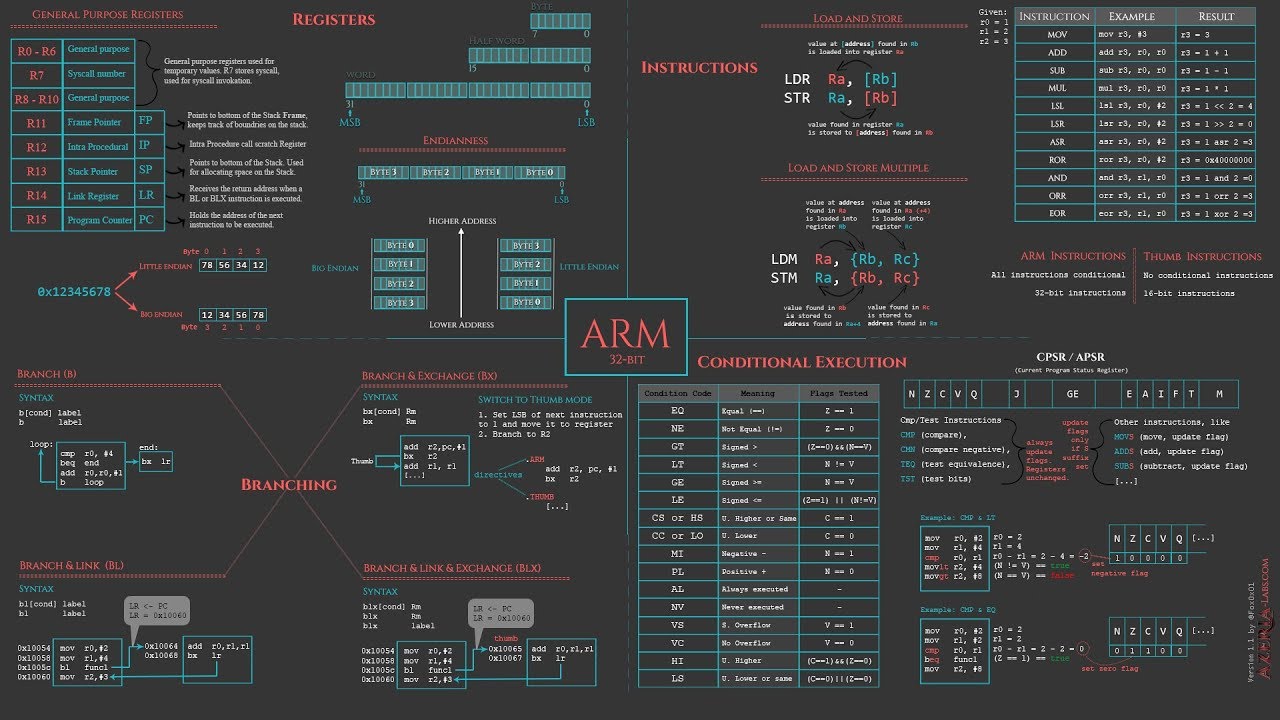 GENERAL PURPOSE REGISTERS
REGISTERS
R0 - R6 General purpose
R7 Syscall number
R8 - R10 General purpose
R11 Frame Pointer FP
R12 Intra Procedural IP
R13 Stack Pointer SP
R14 Link Register LR
R15 Program Counter PC
General purpose registers used for
temporary values. R7 stores syscall,
used for syscall invokation.
Points to bottom of the Stack Frame,
keeps track of boundries on the stack.
Intra Procedure call scratch Register
Points to bottom of the Stack. Used
for allocating space on the Stack.
Receives the return address when a
BL or BLX instruction is executed.
Holds the address of the next
instruction to be executed.
BYTE
7 0
HALF WORD
15 0
WORD
31 0
MSB LSB
ENDIANNESS
BYTE 3 BYTE 2 BYTE 1 BYTE 0
31 0
MSB LSB
HIGHER ADDRESS
BIG ENDIAN
BYTE 0
BYTE 1
BYTE 2
BYTE 3
BYTE 3
BYTE 2
BYTE 1
BYTE 0
LITTLE ENDIAN
LOWER ADDRESS
0x12345678
Byte 0 1 2 3
LITTLE ENDIAN 78 56 34 12
BIG ENDIAN 12 34 56 78
Byte 3 2 1 0
INSTRUCTIONS
LOAD AND STORE
value at [address] found in Rb
is loaded into register Ra
LDR Ra, [Rb]
STR Ra, [Rb]
value found in register Ra
is stored to [address] found in Rb
LOAD AND STORE MULTIPLE
value at address
found in Ra
is loaded into
register Rb
value at address
found in Ra (+4)
is loaded into
register Rc
LDM Ra, {Rb, Rc}
STM Ra, {Rb, Rc}
value found in Rb
is stored to
address found in Ra+4
value found in Rc
is stored to
address found in Ra
Given:
r0 = 1
r1 = 2
r2 = 3
INSTRUCTION EXAMPLE RESULT
MOV mov r3, #3 r3 = 3
ADD add r3, r0, r0 r3 = 1 + 1
SUB sub r3, r0, r0 r3 = 1 - 1
MUL mul r3, r0, r0 r3 = 1 * 1
LSL lsl r3, r0, #2 r3 = 1 << 2 = 4
LSR lsr r3, r0, #2 r3 = 1 >> 2 = 0
ASR asr r3, r0, #2 r3 = 1 asr 2 =3
ROR ror r3, r0, #2 r3 = 0x40000000
AND and r3, r1, r0 r3 = 1 and 2 =0
ORR orr r3, r1, r0 r3 = 1 orr 2 =3
EOR eor r3, r1, r0 r3 = 1 xor 2 =3
ARM INSTRUCTIONS
All instructions conditional
32-bit instructions
THUMB INSTRUCTIONS
No conditional instructions
16-bit instructions
ARM
32-BIT
BRANCHING
BRANCH (B)
SYNTAX
b[cond] label
b label
loop:
cmp r0, #4
beq end
add r0,r0,#1
b loop
end:
bx lr
BRANCH & EXCHANGE (BX)
SYNTAX
bx[cond] Rm
bx Rm
Thumb
add r2,pc,#1
bx r2
add r1, r1
[...]
SWITCH TO THUMB MODE
1. Set LSB of next instruction
to 1 and move it to register
2. Branch to R2
directives
.ARM
add r2, pc, #1
bx r2
.THUMB
[...]
BRANCH & LINK (BL)
SYNTAX
bl[cond] label
bl label
LR <- PC
LR = 0x10060
0x10054 mov r0,#2
0x10058 mov r1,#4
0x1005c bl func1
0x10060 mov r2,#3
0x10064 add r0,r1,r1
0x10068 bx lr
BRANCH & LINK & EXCHANGE (BLX)
SYNTAX
blx[cond] Rm
blx Rm
blx label
LR <- PC
LR = 0x10060
0x10054 mov r0,#2
0x10058 mov r1,#4
0x1005c bl func1
0x10060 mov r2,#3
thumb
0x10065 add r0,r1,r1
0x10067 bx lr
CONDITIONAL EXECUTION
Condition Code Meaning Flags Tested
EQ Equal (==) Z == 1
NE Not Equal (!=) Z == 0
GT Signed > (Z==0)&&(N==V)
LT Signed < N != V
GE Signed >= N == V
LE Signed <= (Z==1) || (N!=V)
CS or HS U. Higher or Same C == 1
CC or LO U. Lower C == 0
MI Negative - N == 1
PL Positive + N == 0
AL Always executed -
NV Never executed -
VS S. Overflow V == 1
VC No Overflow V == 0
HI U. Higher (C==1)&&(Z==0)
LS U. Lower or same (C==0)||(Z==0)
CPSR / APSR
(Current Program Status Register)
N Z C V Q J GE E A I F T M
Cmp/Test Instructions
CMP (compare),
CMN (compare negative),
TEQ (test equivalence),
TST (test bits)
always
update
flags.
Registers
unchanged.
update
flags
only
if S
suffix
set
Other instructions, like
MOVS (move, update flag)
ADDS (add, update flag)
SUBS (subtract, update flag)
[...]
Example: CMP & LT
mov r0, #2 r0 = 2
mov r1, #4 r1 = 4
cmp r0, r1 r0 - r1 = 2 - 4 = -2
movlt r2, #4 (N != V) == true
movgt r2, #8 (N == V) == false
set
negative flag
N Z C V Q [...]
1 0 0 0 0
Example: CMP & EQ
mov r0, #2 r0 = 2
mov r1, #2 r1 = 2
cmp r0, r1 r0 - r1 = 2 - 2 = 0
beq func1 (Z == 1) == true
mov r2, #8
set zero flag
N Z C V Q [...]
0 1 1 0 0
Version 1.1 by @Fox0x01
AZERIA-LABS.COM